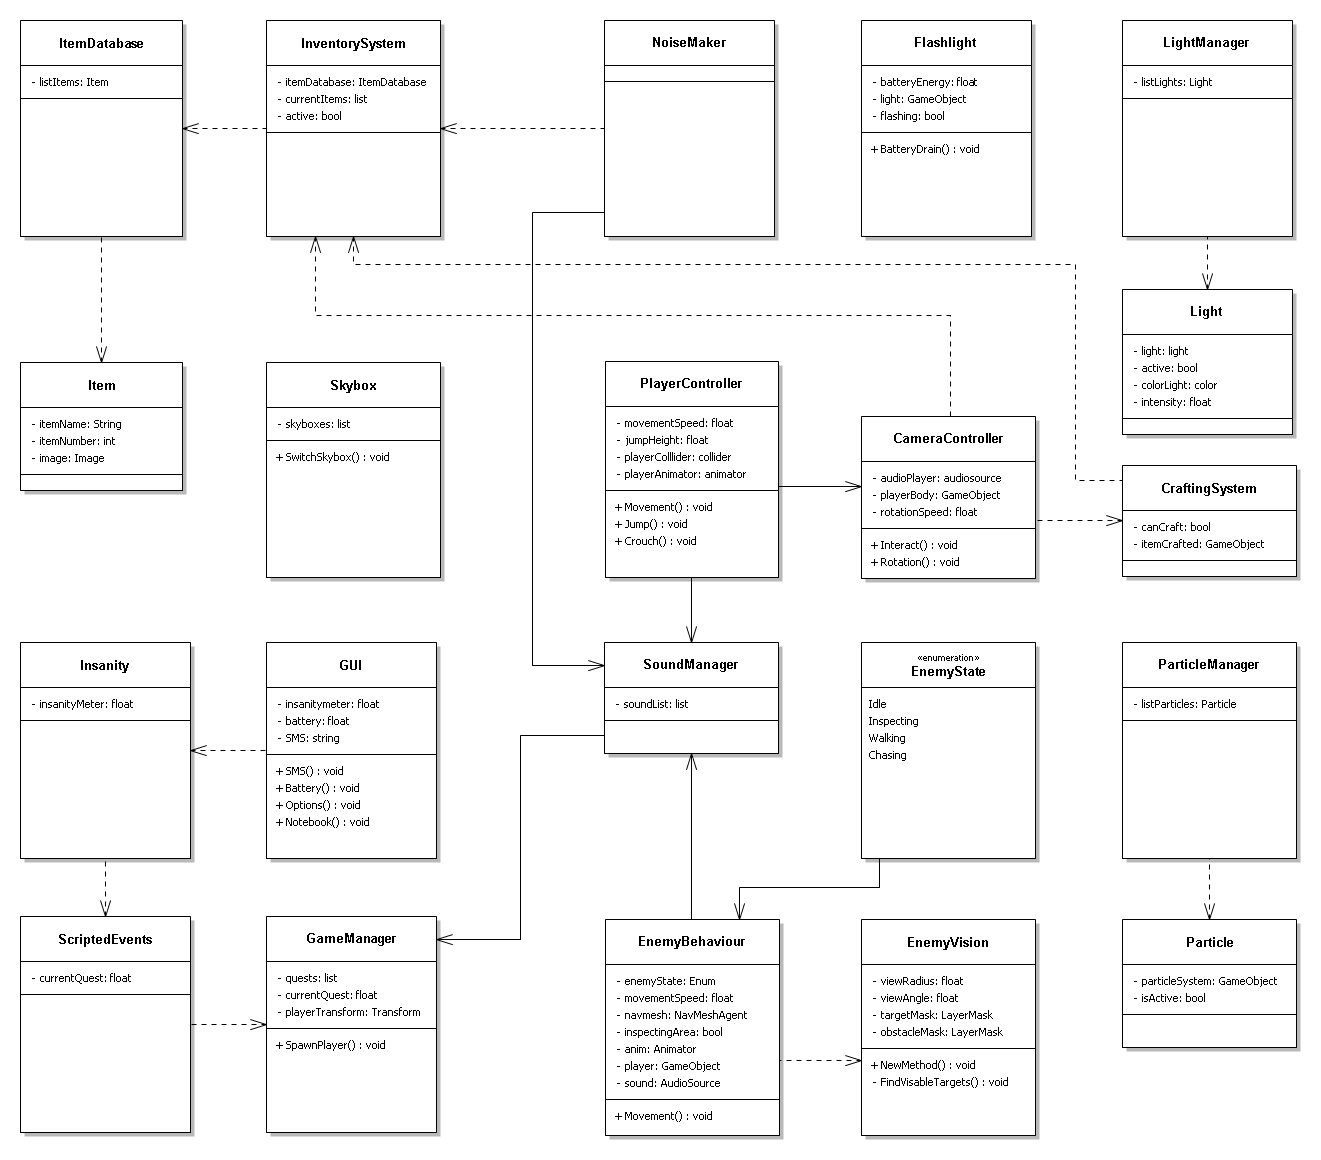 ItemDatabase
- listItems: Item
InventorySystem
- itemDatabase: ItemDatabase
- currentItems: list
- active: bool
NoiseMaker
Flashlight
- batteryEnergy: float
- light: GameObject
- flashing: bool
+ BatteryDrain() : void
LightManager
- listLights: Light
Light
- light: light
- active: bool
- colorLight: color
- intensity: float
Item
- itemName: String
- itemNumber: int
- image: Image
Skybox
- skyboxes: list
+ SwitchSkybox() : void
PlayerController
- movementSpeed: float
- jumpHeight: float
- playerColllider: collider
- playerAnimator: animator
+ Movement() : void
+ Jump() : void
+ Crouch() : void
CameraController
- audioPlayer: audiosource
- playerBody: GameObject
- rotationSpeed: float
+ Interact() : void
+ Rotation() : void
CraftingSystem
- canCraft: bool
- itemCrafted: GameObject
Insanity
- insanityMeter: float
GUI
- insanitymeter: float
- battery: float
- SMS: string
+ SMS() : void
+ Battery() : void
+ Options() : void
+ Notebook() : void
SoundManager
- soundList: list
«enumeration»
EnemyState
Idle
Inspecting
Walking
Chasing
ParticleManager
- listParticles: Particle
ScriptedEvents
- currentQuest: float
GameManager
- quests: list
- currentQuest: float
- playerTransform: Transform
+ SpawnPlayer() : void
EnemyBehaviour
- enemyState: Enum
- movementSpeed: float
- navmesh: NavMeshAgent
- inspectingArea: bool
- anim: Animator
- player: GameObject
- sound: AudioSource
+ Movement() : void
EnemyVision
- viewRadius: float
- viewAngle: float
- targetMask: LayerMask
- obstacleMask: LayerMask
+ NewMethod() : void
- FindVisableTargets() : void
Particle
- particleSystem: GameObject
- isActive: bool